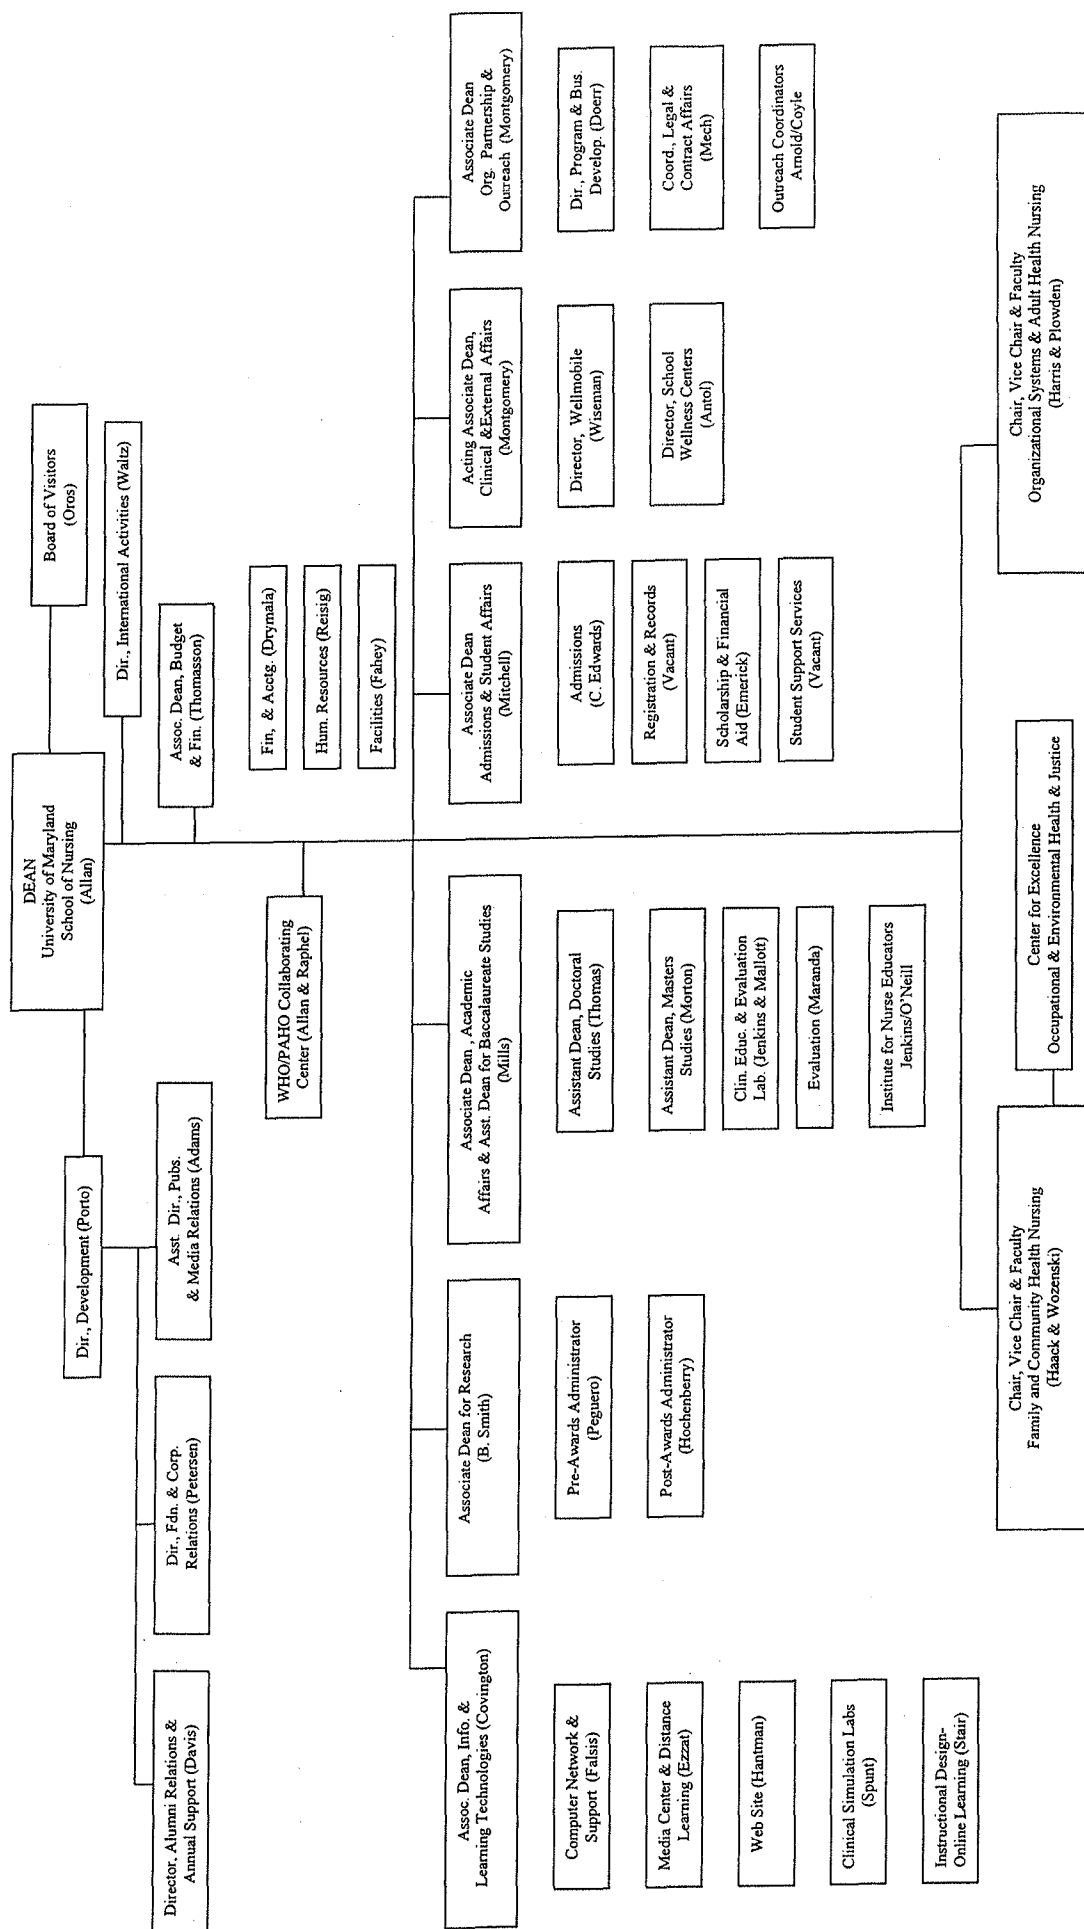 DEAN
University of Maryland
School of Nursing
(Allan)
Board of Visitors
(Oros)
Dir., Development (Porto)
Dir., International Activities (Waltz)
Director, Alumni Relations &
Annual Support (Davis)
Dir., Fdn. & Corp.
Relations (Petersen)
Asst. Dir., Pubs.
& Media Relations (Adams)
Assoc. Dean, Budget
& Fin. (Thomasson)
Fin, & Acctg. (Drymala)
Hum. Resources (Reisig)
Facilities (Fahey)
WHO/PAHO Collaborating
Center (Allan & Raphel)
Assoc. Dean, Info. &
Learning Technologies (Covington)
Computer Network &
Support (Falsis)
Media Center & Distance
Learning (Ezzat)
Web Site (Hantman)
Clinical Simulation Labs
(Spunt)
Instructional Design-
Online Learning (Stair)
Associate Dean for Research
(B. Smith)
Pre-Awards Administrator
(Peguero)
Post-Awards Administrator
(Hochenberry)
Associate Dean , Academic
Affairs & Asst. Dean for Baccalaureate Studies
(Mills)
Assistant Dean, Doctoral
Studies (Thomas)
Assistant Dean, Masters
Studies (Morton)
Clin. Educ. & Evaluation
Lab. (Jenkins & Mallott)
Evaluation (Maranda)
Institute for Nurse Educators
Jenkins/O'Neill
Associate Dean
Admissions & Student Affairs
(Mitchell)
Admissions
(C. Edwards)
Registration & Records
(Vacant)
Scholarship & Financial
Aid (Emerick)
Student Support Services
(Vacant)
Acting Associate Dean,
Clinical &External Affairs
(Montgomery)
Director, Wellmobile
(Wiseman)
Director, School
Wellness Centers
(Antol)
Associate Dean
Org. Partnership &
Outreach (Montgomery)
Dir., Program & Bus.
Develop. (Doerr)
Coord., Legal &
Contract Affairs
(Mech)
Outreach Coordinators
Arnold/Coyle
Chair, Vice Chair & Faculty
Family and Community Health Nursing
(Haack & Wozenski)
Center for Excellence
Occupational & Environmental Health & Justice
Chair, Vice Chair & Faculty
Organizational Systems & Adult Health Nursing
(Harris & Plowden)